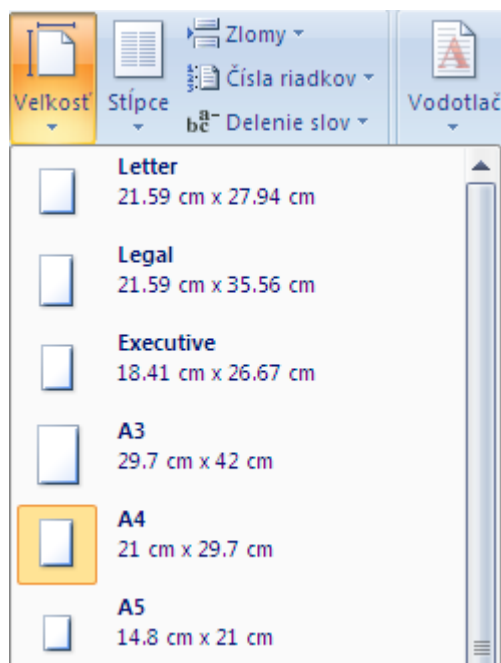 Veľkosť
Stĺpce
Zlomy
Čísla riadkov
Delenie slov
Vodotlač
Letter
21.59 cm x 27.94 cm
Legal
21.59 cm x 35.56 cm
Executive
18.41 cm x 26.67 cm
A3
29.7 cm x 42 cm
A4
21 cm x 29.7 cm
A5
14.8 cm x 21 cm